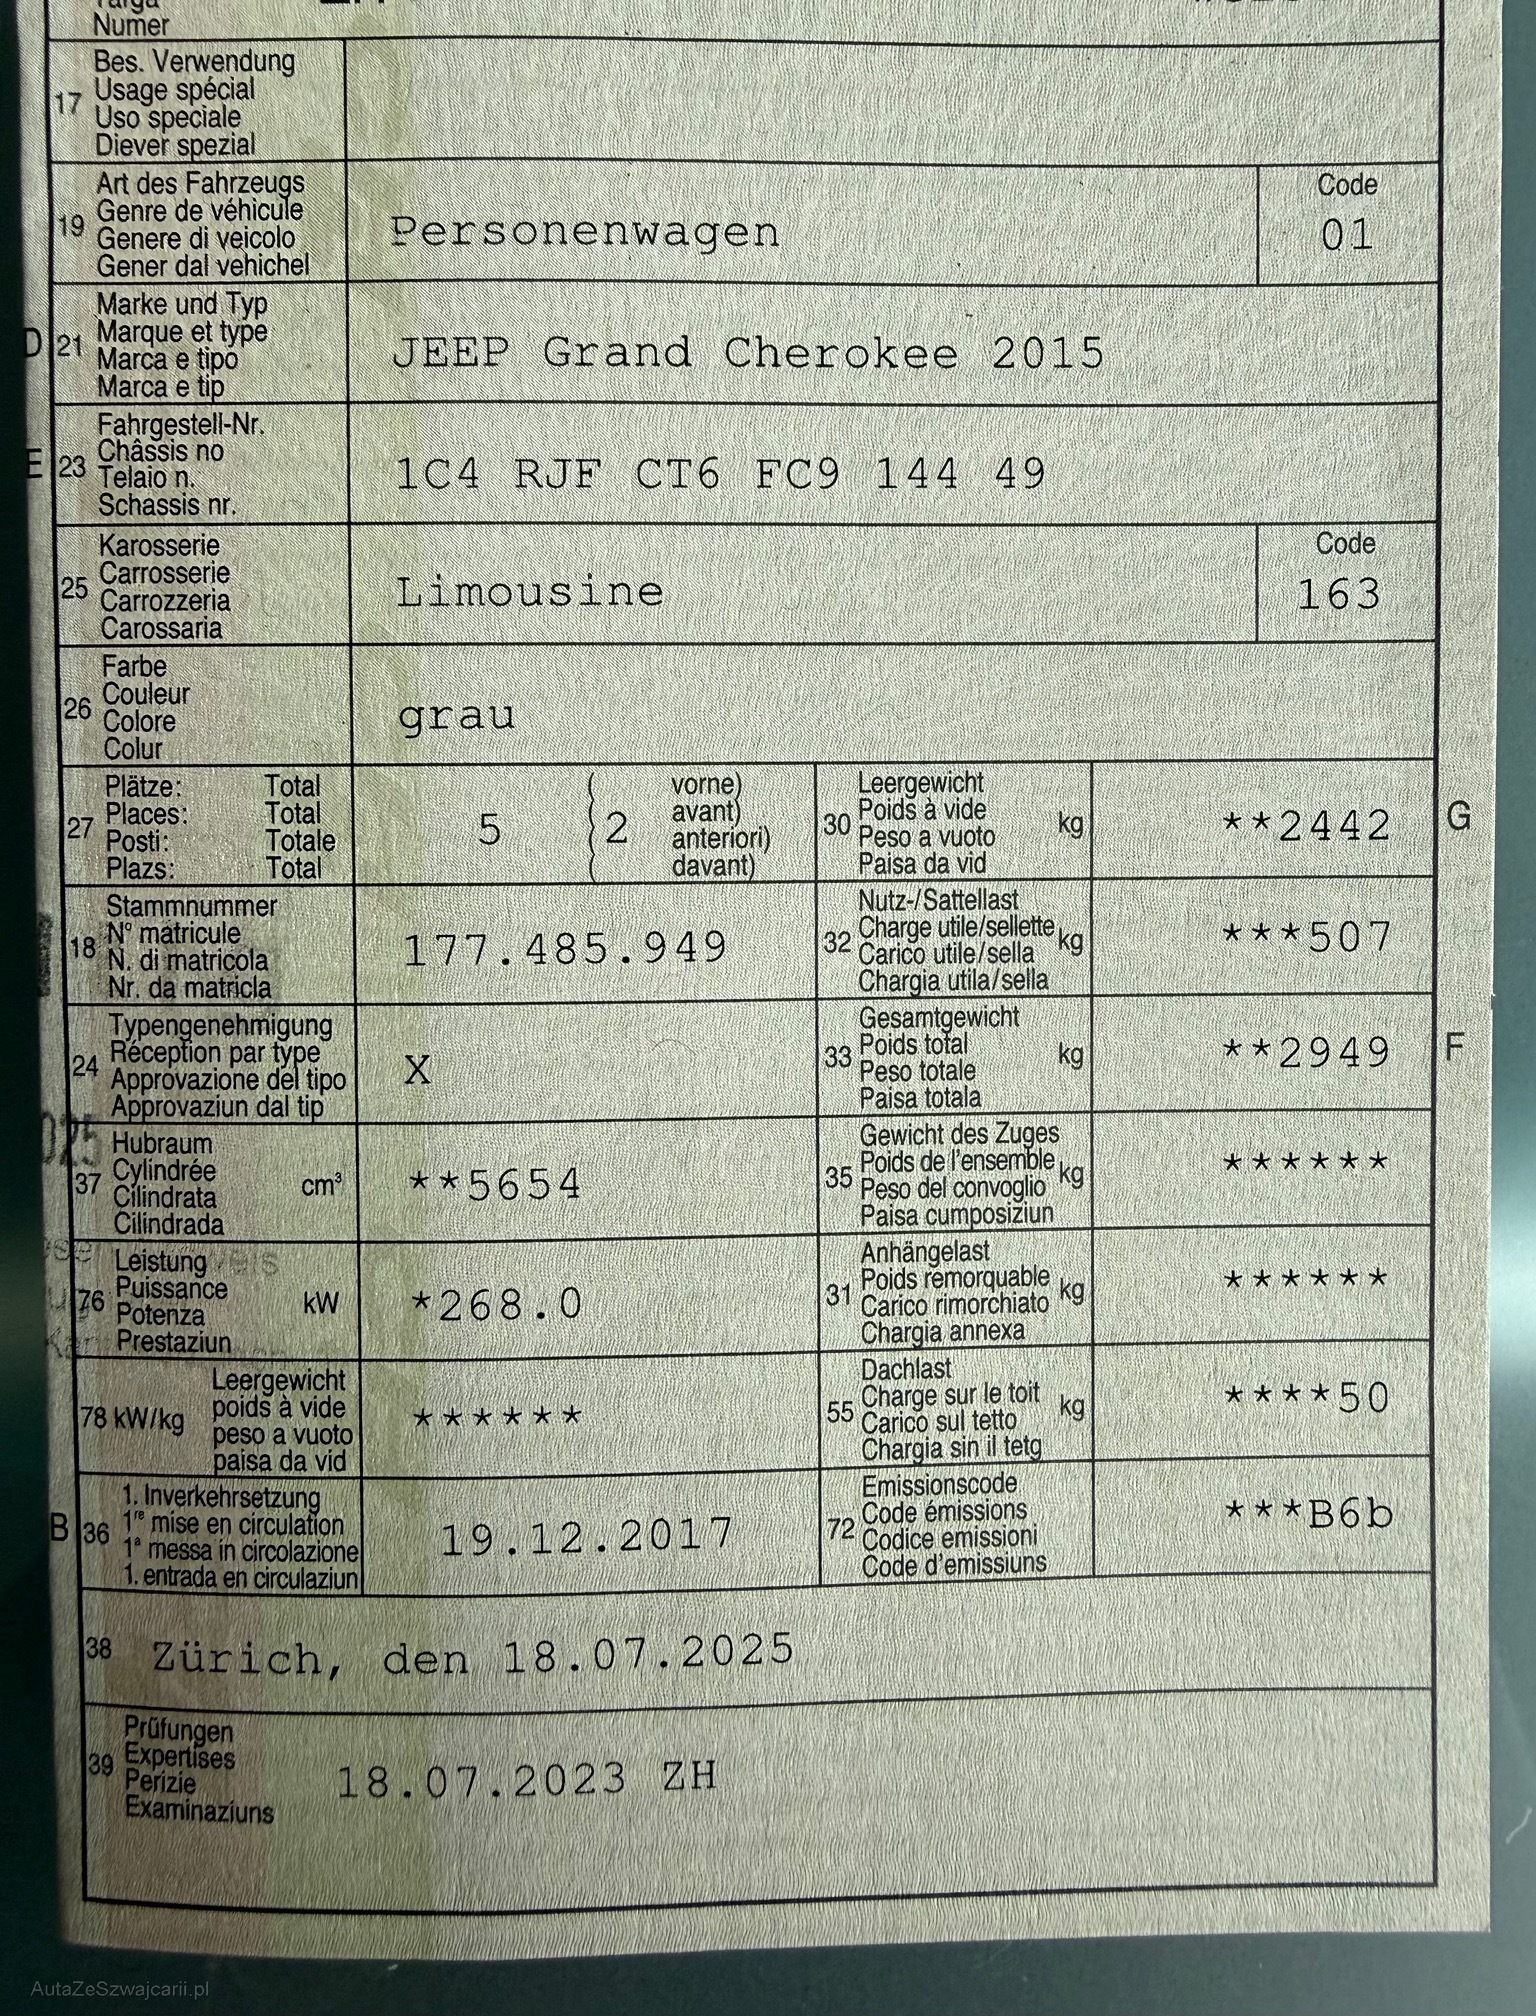 Targa
Numer
17 Bes. Verwendung
Usage spécial
Uso speciale
Diever spezial
19 Art des Fahrzeugs
Genre de véhicule
Genere di veicolo
Gener dal vehichel
Personenwagen
Code
01
D 21 Marke und Typ
Marque et type
Marca e tipo
Marca e tip
JEEP Grand Cherokee 2015
E 23 Fahrgestell-Nr.
Châssis no
Telaio n.
Schassis nr.
1C4 RJF CT6 FC9 144 49
25 Karosserie
Carrosserie
Carrozzeria
Carossaria
Limousine
Code
163
26 Farbe
Couleur
Colore
Colur
grau
27 Plätze: Total
Places: Total
Posti: Totale
Plazs: Total
5 ( 2 vorne)
avant)
anteriori)
davant)
30 Leergewicht
Poids à vide
Peso a vuoto
Paisa da vid
kg
**2442 G
18 Stammnummer
N° matricule
N. di matricola
Nr. da matricla
177.485.949
32 Nutz-/Sattellast
Charge utile/sellette
Carico utile/sella
Chargia utila/sella
kg
***507
24 Typengenehmigung
Réception par type
Approvazione del tipo
Approvaziun dal tip
X
33 Gesamtgewicht
Poids total
Peso totale
Paisa totala
kg
**2949 F
37 Hubraum
Cylindrée
Cilindrata
Cilindrada
cm³
**5654
35 Gewicht des Zuges
Poids de l'ensemble
Peso del convoglio
Paisa cumposiziun
kg
******
76 Leistung
Puissance
Potenza
Prestaziun
kW
*268.0
31 Anhängelast
Poids remorquable
Carico rimorchiato
Chargia annexa
kg
******
78 kW/kg Leergewicht
poids à vide
peso a vuoto
paisa da vid
******
55 Dachlast
Charge sur le toit
Carico sul tetto
Chargia sin il tetg
kg
****50
B 36 1. Inverkehrsetzung
1re mise en circulation
1a messa in circolazione
1. entrada en circulaziun
19.12.2017
72 Emissionscode
Code émissions
Codice emissioni
Code d'emissiuns
***B6b
38 Zürich, den 18.07.2025
39 Prüfungen
Expertises
Perizie
Examinaziuns
18.07.2023 ZH
AutaZeSzwajcarii.pl